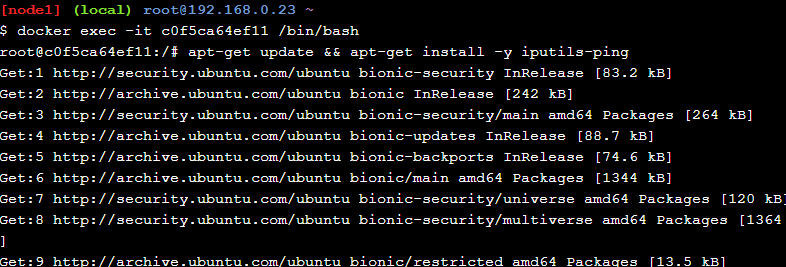 [node1] (local) root@192.168.0.23 ~
$ docker exec -it c0f5ca64ef11 /bin/bash
root@c0f5ca64ef11:/# apt-get update && apt-get install -y iputils-ping
Get:1 http://security.ubuntu.com/ubuntu bionic-security InRelease [83.2 kB]
Get:2 http://archive.ubuntu.com/ubuntu bionic InRelease [242 kB]
Get:3 http://security.ubuntu.com/ubuntu bionic-security/main amd64 Packages [264 kB]
Get:4 http://archive.ubuntu.com/ubuntu bionic-updates InRelease [88.7 kB]
Get:5 http://archive.ubuntu.com/ubuntu bionic-backports InRelease [74.6 kB]
Get:6 http://archive.ubuntu.com/ubuntu bionic/main amd64 Packages [1344 kB]
Get:7 http://security.ubuntu.com/ubuntu bionic-security/universe amd64 Packages [120 kB]
Get:8 http://security.ubuntu.com/ubuntu bionic-security/multiverse amd64 Packages [1364
]
Get:9 http://archive.ubuntu.com/ubuntu bionic/restricted amd64 Packages [13.5 kB]